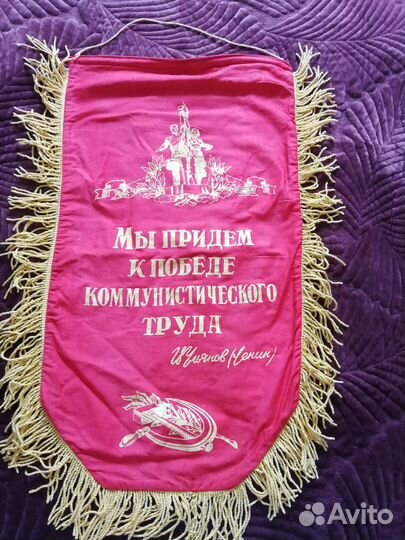 МЫ ПРИДЕМ
К ПОБЕДЕ
КОММУНИСТИЧЕСКОГО
ТРУДА
В Ульянов (Ленин)
Avito